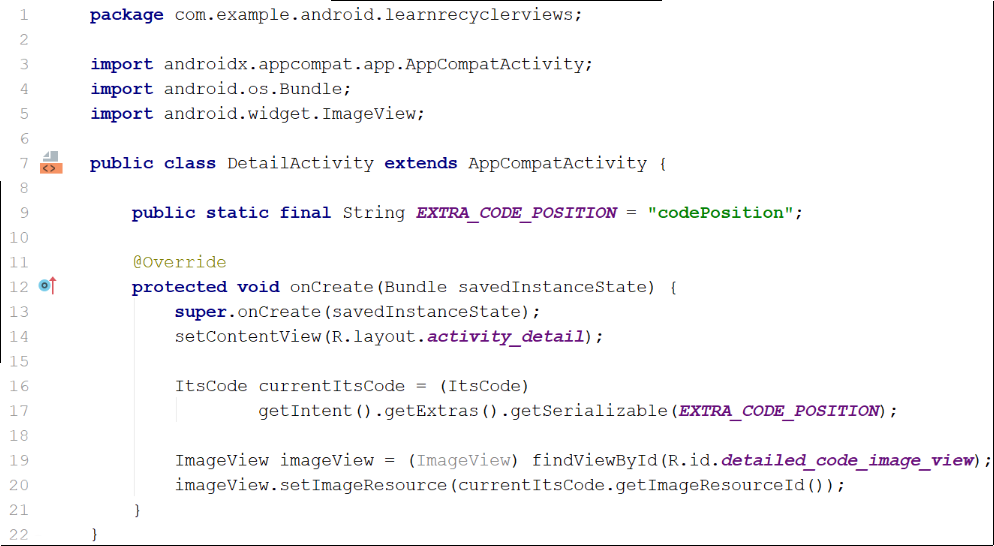 1 package com.example.android.learnrecyclerviews;
2
3 import androidx.appcompat.app.AppCompatActivity;
4 import android.os.Bundle;
5 import android.widget.ImageView;
6
7 <> public class DetailActivity extends AppCompatActivity {
8
9 public static final String EXTRA_CODE_POSITION = "codePosition";
10
11 @Override
12 protected void onCreate(Bundle savedInstanceState) {
13 super.onCreate(savedInstanceState);
14 setContentView(R.layout.activity_detail);
15
16 ItsCode currentItsCode = (ItsCode)
17 getIntent().getExtras().getSerializable(EXTRA_CODE_POSITION);
18
19 ImageView imageView = (ImageView) findViewById(R.id.detailed_code_image_view);
20 imageView.setImageResource(currentItsCode.getImageResourceId());
21 }
22 }